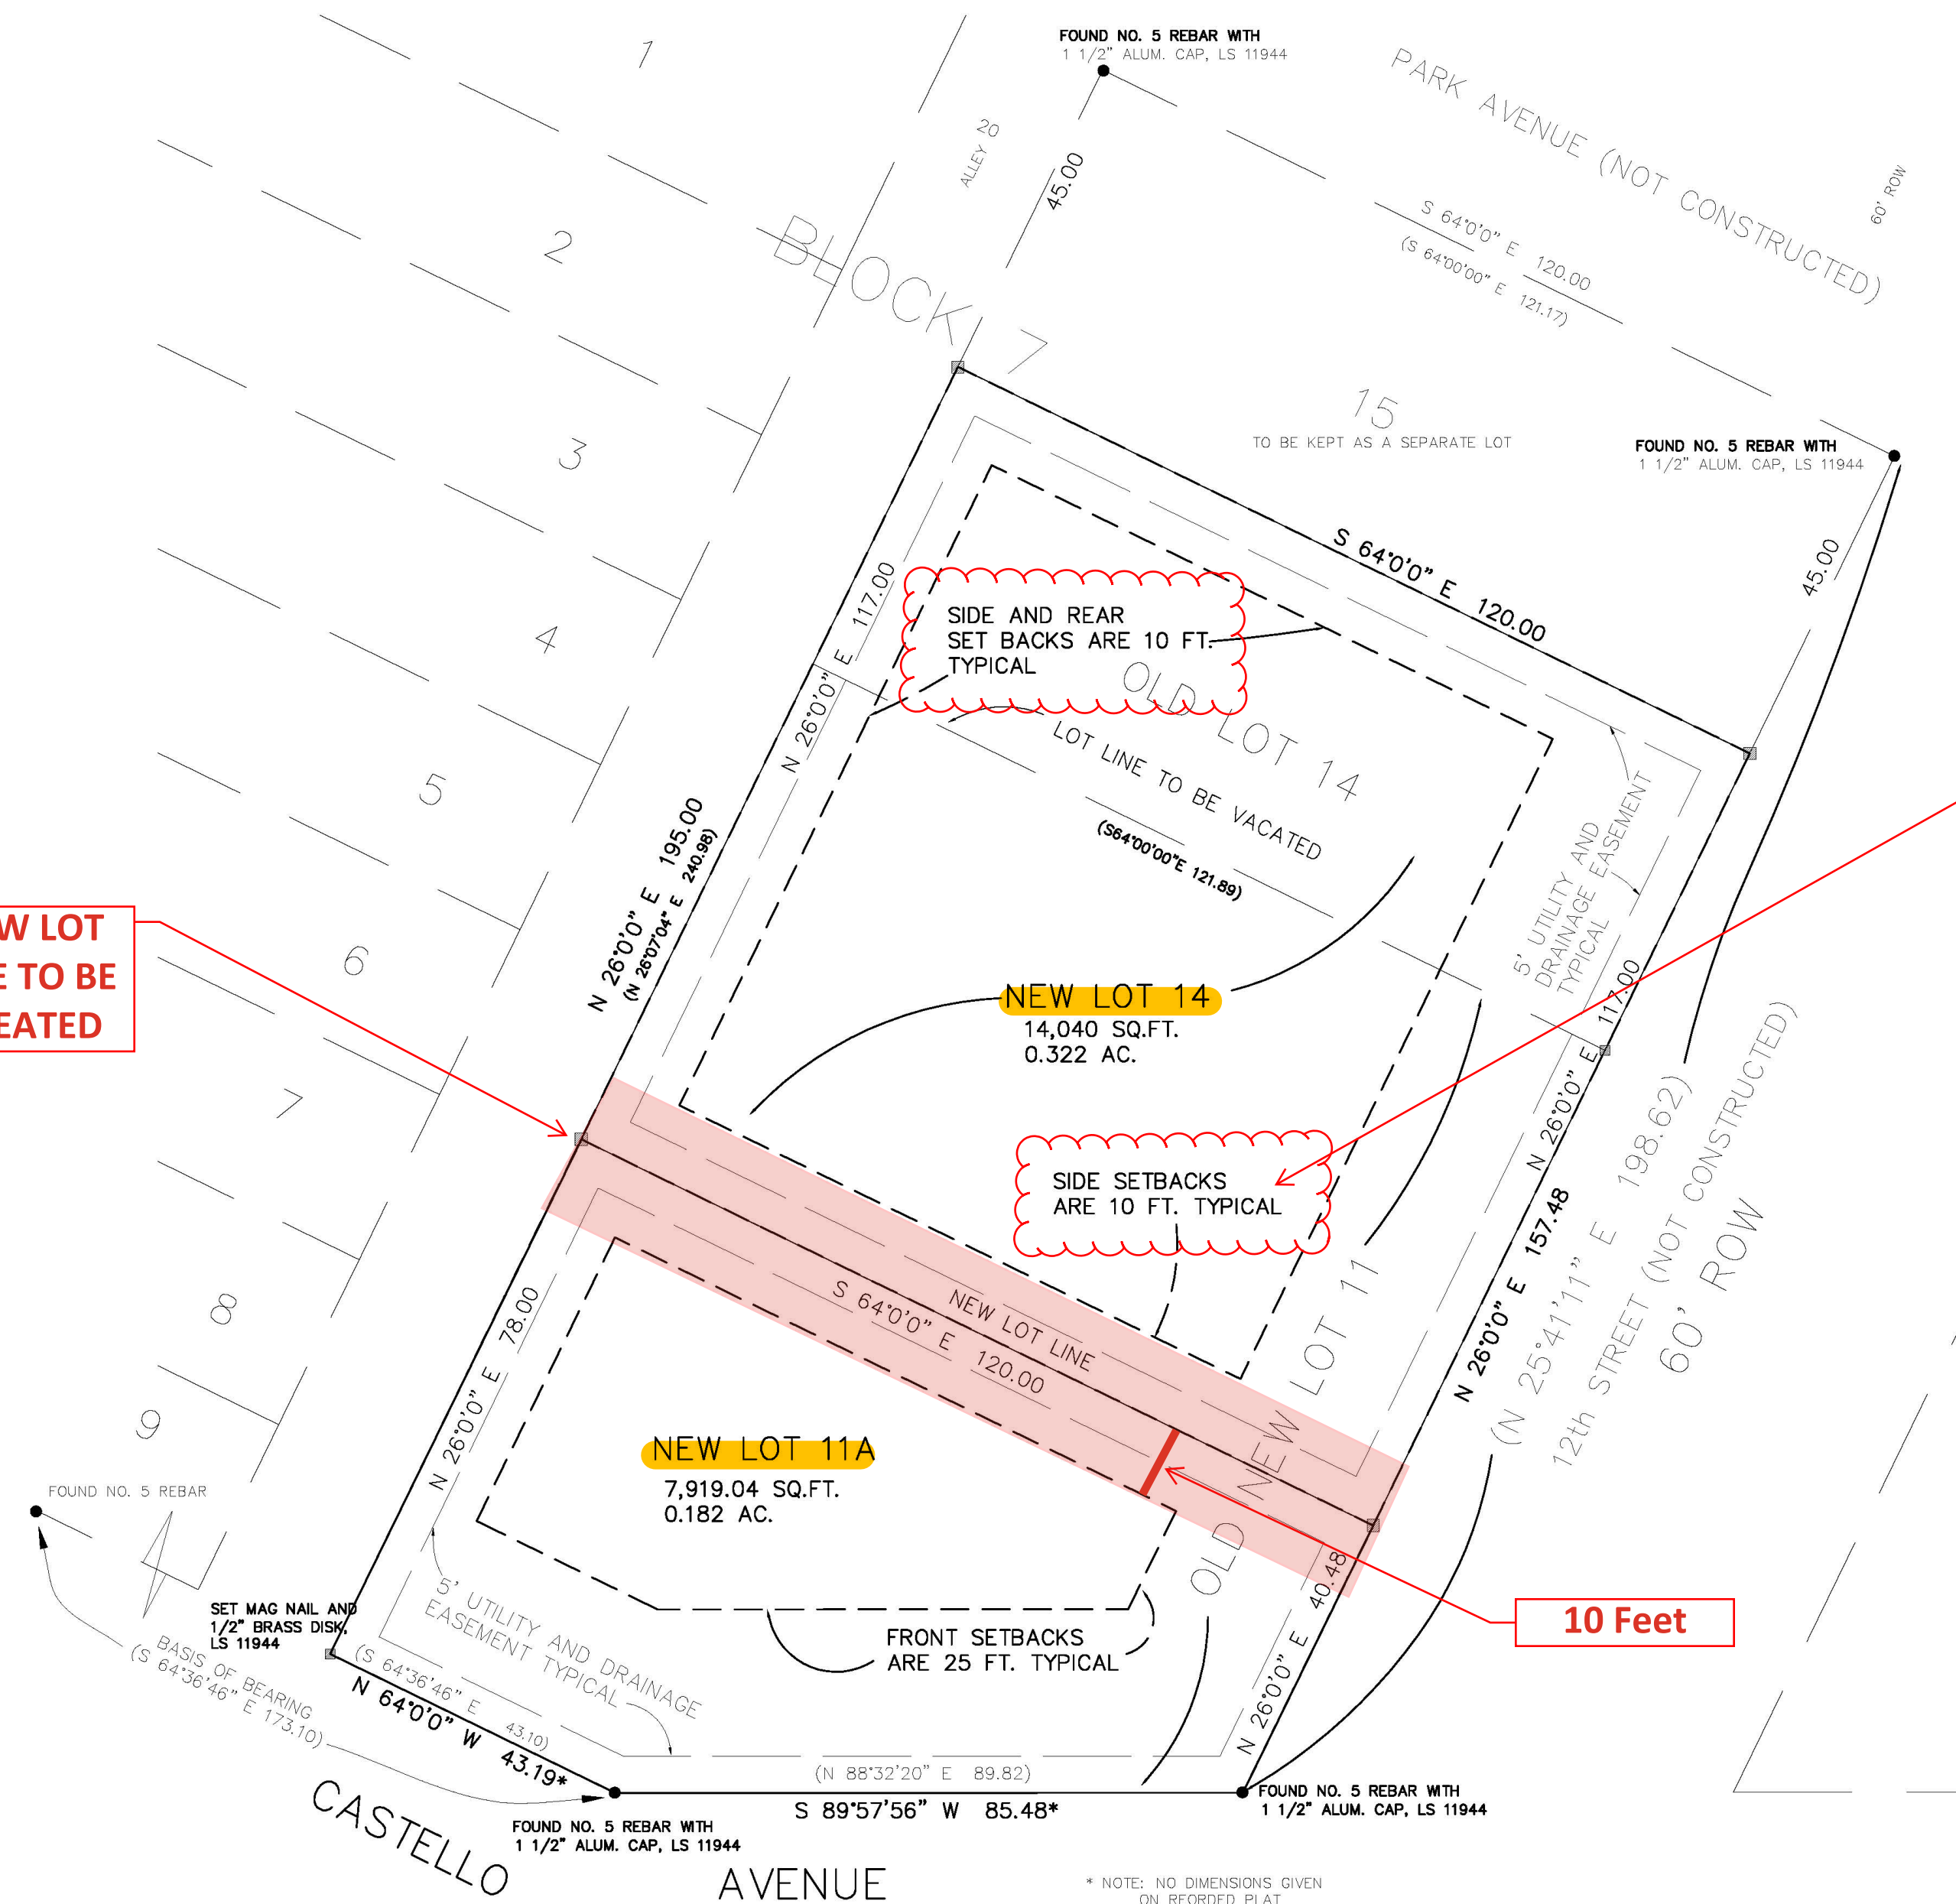 FOUND NO. 5 REBAR WITH
1 1/2" ALUM. CAP, LS 11944
PARK AVENUE (NOT CONSTRUCTED)
60' ROW
1
2
3
4
5
6
7
8
9
ALLEY 20
45.00
BLOCK 7
S 64°0'0" E 120.00
(S 64°00'00" E 121.17)
15
TO BE KEPT AS A SEPARATE LOT
FOUND NO. 5 REBAR WITH
1 1/2" ALUM. CAP, LS 11944
45.00
S 64°0'0" E 120.00
N 26°0'0" E 117.00
SIDE AND REAR
SET BACKS ARE 10 FT.
TYPICAL
OLD LOT 14
LOT LINE TO BE VACATED
(S64°00'00"E 121.89)
5' UTILITY AND
DRAINAGE EASEMENT
TYPICAL
N 26°0'0" E 195.00
(N 26°07'04" E 240.98)
W LOT
E TO BE
EATED
NEW LOT 14
14,040 SQ.FT.
0.322 AC.
N 26°0'0" E 117.00
SIDE SETBACKS
ARE 10 FT. TYPICAL
N 26°0'0" E 157.48
(N 25°41'11" E 198.62)
12th STREET (NOT CONSTRUCTED)
60' ROW
NEW LOT LINE
S 64°0'0" E 120.00
OLD NEW LOT 11
N 26°0'0" E 78.00
NEW LOT 11A
7,919.04 SQ.FT.
0.182 AC.
10 Feet
N 26°0'0" E 40.48
FOUND NO. 5 REBAR
SET MAG NAIL AND
1/2" BRASS DISK,
LS 11944
BASIS OF BEARING
(S 64°36'46" E 173.10)
5' UTILITY AND DRAINAGE
EASEMENT TYPICAL
FRONT SETBACKS
ARE 25 FT. TYPICAL
(S 64°36'46" E 43.10)
N 64°0'0" W 43.19*
(N 88°32'20" E 89.82)
S 89°57'56" W 85.48*
FOUND NO. 5 REBAR WITH
1 1/2" ALUM. CAP, LS 11944
FOUND NO. 5 REBAR WITH
1 1/2" ALUM. CAP, LS 11944
CASTELLO
AVENUE
* NOTE: NO DIMENSIONS GIVEN
ON REORDED PLAT